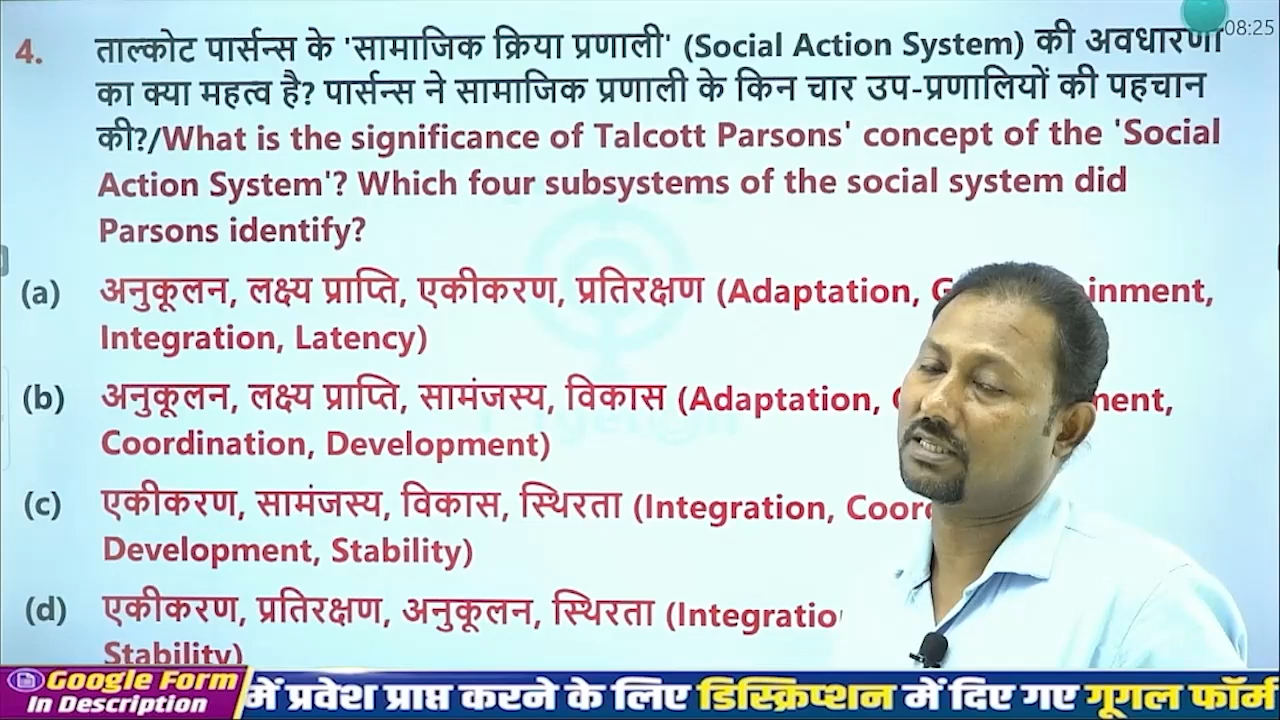 08:25
4. ताल्कोट पार्सन्स के 'सामाजिक क्रिया प्रणाली' (Social Action System) की अवधारणा
का क्या महत्व है? पार्सन्स ने सामाजिक प्रणाली के किन चार उप-प्रणालियों की पहचान
की?/What is the significance of Talcott Parsons' concept of the 'Social
Action System'? Which four subsystems of the social system did
Parsons identify?
(a) अनुकूलन, लक्ष्य प्राप्ति, एकीकरण, प्रतिरक्षण (Adaptation,
Integration, Latency)
(b) अनुकूलन, लक्ष्य प्राप्ति, सामंजस्य, विकास (Adaptation,
Coordination, Development)
(c) एकीकरण, सामंजस्य, विकास, स्थिरता (Integration,
Development, Stability)
(d) एकीकरण, प्रतिरक्षण, अनुकूलन, स्थिरता
Stability)
Google Form
In Description
में प्रवेश प्राप्त करने के लिए डिस्क्रिप्शन में दिए गए गूगल फॉर्म